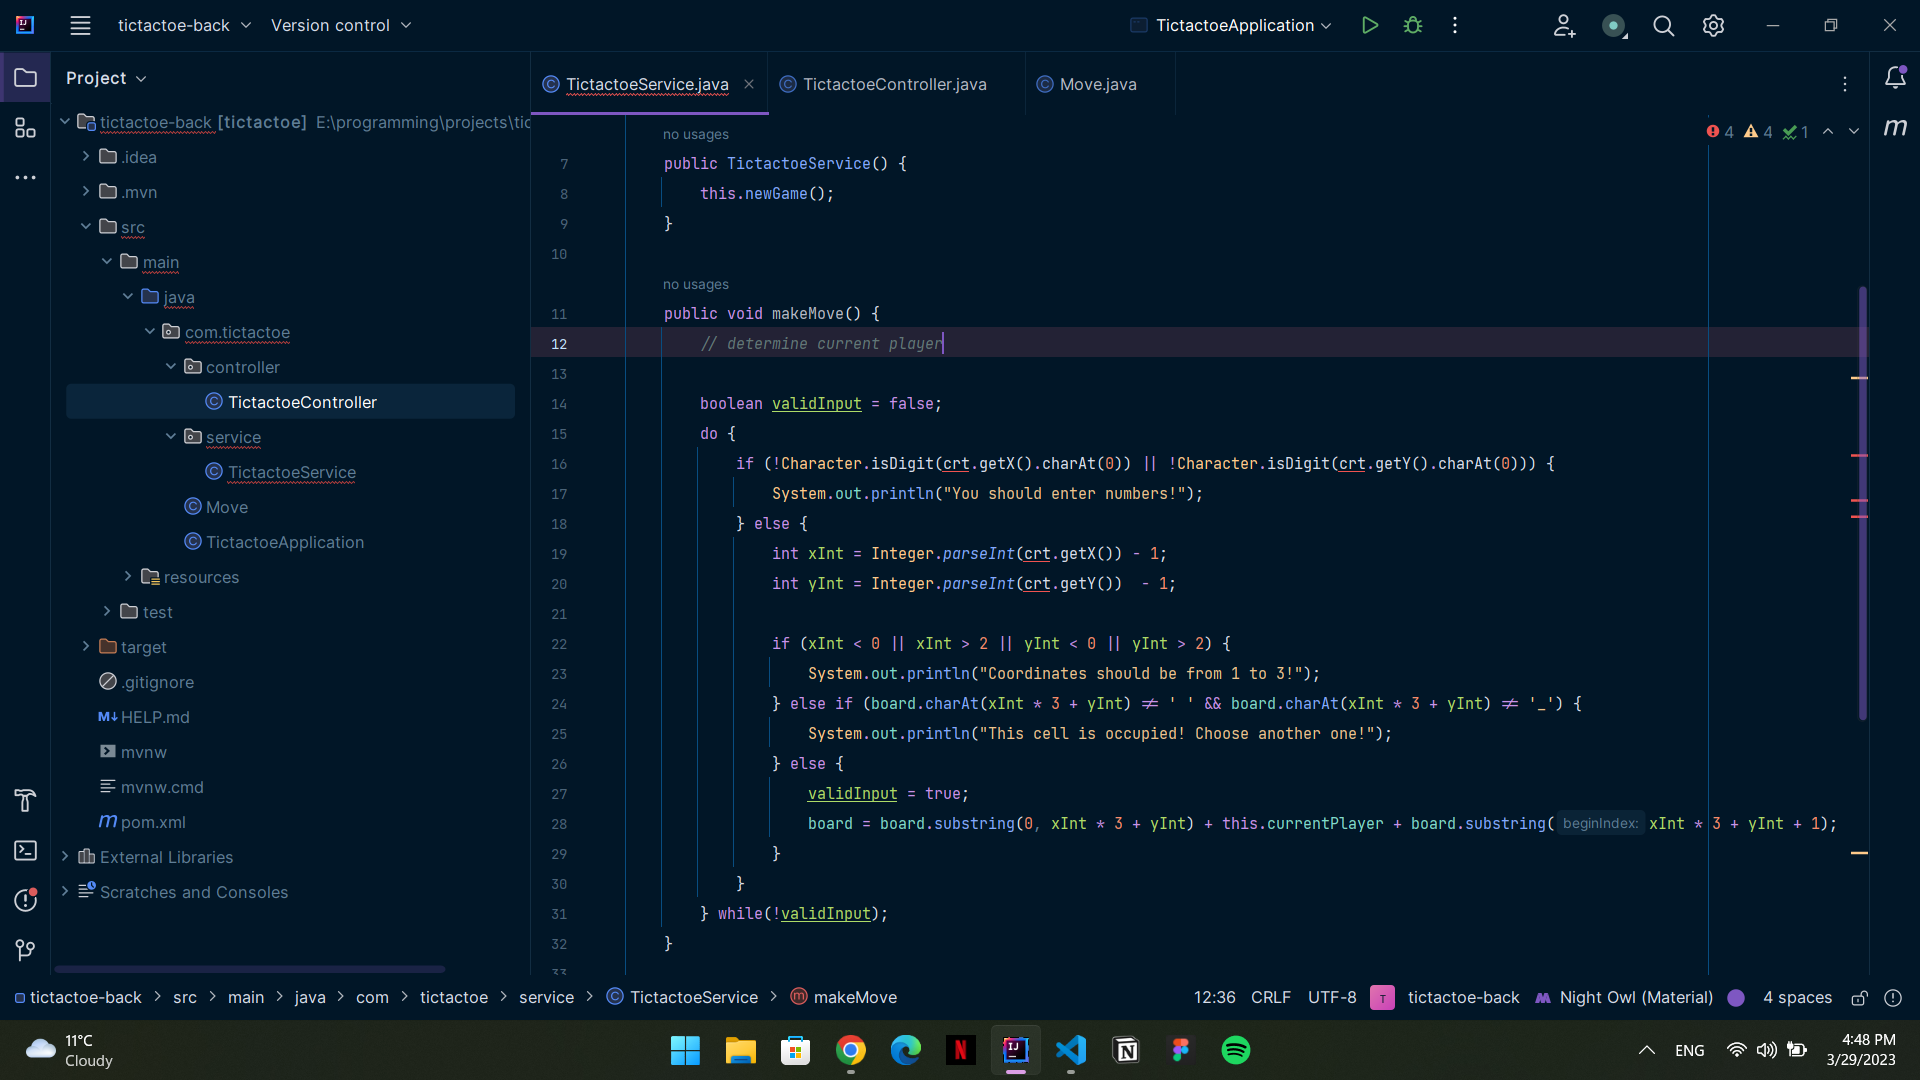 tictactoe-back
Version control
TictactoeApplication
Project
TictactoeService.java
TictactoeController.java
Move.java
tictactoe-back [tictactoe] E:\programming\projects\tic
.idea
.mvn
src
main
java
com.tictactoe
controller
TictactoeController
service
TictactoeService
Move
TictactoeApplication
resources
test
target
.gitignore
HELP.md
mvnw
mvnw.cmd
pom.xml
External Libraries
Scratches and Consoles
4 4 1
m
no usages
7 public TictactoeService() {
8 this.newGame();
9 }
10
no usages
11 public void makeMove() {
12 // determine current player
13
14 boolean validInput = false;
15 do {
16 if (!Character.isDigit(crt.getX().charAt(0)) || !Character.isDigit(crt.getY().charAt(0))) {
17 System.out.println("You should enter numbers!");
18 } else {
19 int xInt = Integer.parseInt(crt.getX()) - 1;
20 int yInt = Integer.parseInt(crt.getY())  - 1;
21
22 if (xInt < 0 || xInt > 2 || yInt < 0 || yInt > 2) {
23 System.out.println("Coordinates should be from 1 to 3!");
24 } else if (board.charAt(xInt * 3 + yInt) != ' ' && board.charAt(xInt * 3 + yInt) != '_') {
25 System.out.println("This cell is occupied! Choose another one!");
26 } else {
27 validInput = true;
28 board = board.substring(0, xInt * 3 + yInt) + this.currentPlayer + board.substring( beginIndex: xInt * 3 + yInt + 1);
29 }
30 }
31 } while(!validInput);
32 }
33
tictactoe-back > src > main > java > com > tictactoe > service > TictactoeService > makeMove
12:36 CRLF UTF-8 T tictactoe-back Night Owl (Material) 4 spaces
11°C
Cloudy
ENG
4:48 PM
3/29/2023